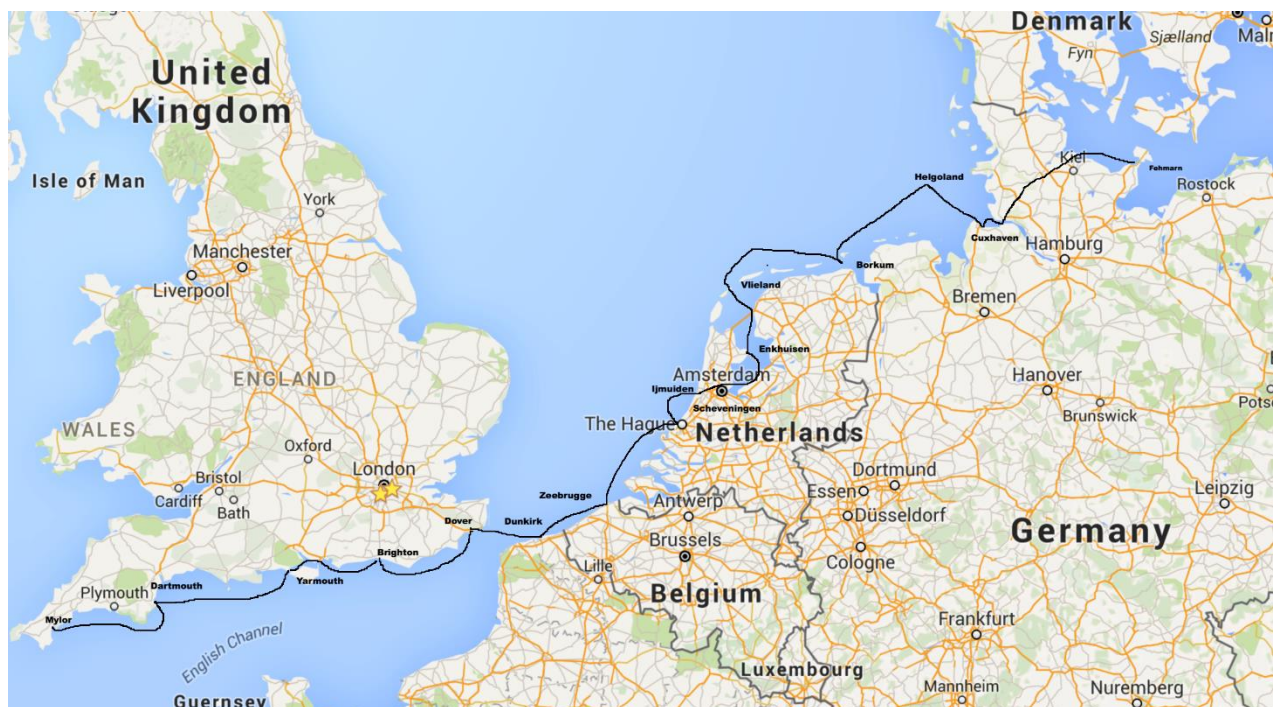 Denmark
Fyn
Sjælland
United
Kingdom
Isle of Man
York
Manchester
Liverpool
ENGLAND
WALES
Oxford
London
Bristol
Cardiff
Bath
Plymouth
Mylor
Dartmouth
Yarmouth
Brighton
Dover
Dunkirk
Zeebrugge
English Channel
Guernsey
Helgoland
Kiel
Fehmarn
Rostock
Cuxhaven
Hamburg
Borkum
Vlieland
Bremen
Enkhuisen
Amsterdam
Ijmuiden
Scheveningen
The Hague
Netherlands
Hanover
Brunswick
Dortmund
Essen
Düsseldorf
Cologne
Leipzig
Germany
Antwerp
Brussels
Lille
Belgium
Frankfurt
Luxembourg
Mannheim
Nuremberg